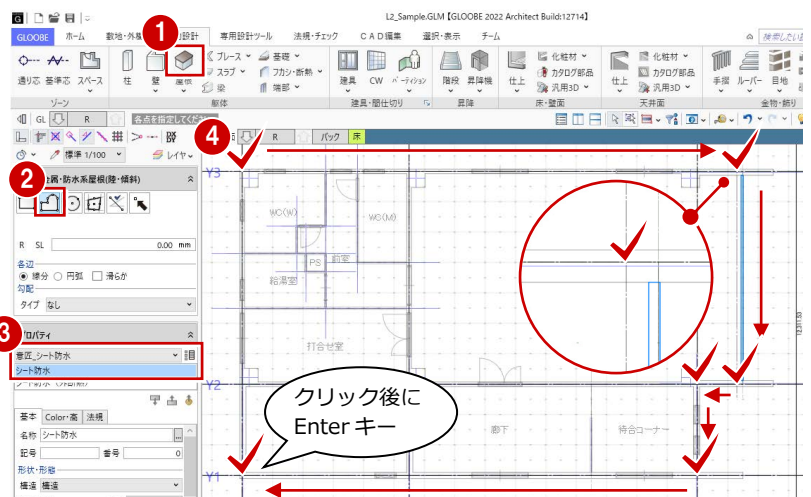 L2_Sample.GLM [GLOOBE 2022 Architect Build:12714]
GLOOBE ホーム 専用設計ツール 法規・チェック CAD編集 選択・表示 チーム
1
通り芯 基準芯 スペース 柱 壁 屋根
ブレース 基礎
スラブ フカシ・断熱
梁 端部
建具 CW パーテイション 階段 昇降機 仕上
化粧材
カタログ部品
汎用3D
仕上
化粧材
カタログ部品
汎用3D
手摺 ルーバー 目地
ゾーン 躯体 建具・間仕切り 昇降 床・壁面 天井面 金物・飾り
GL R 各点を指定してくだ
4
R バック 床
標準 1/100 レイヤ
2
金属・防水系屋根(陸・傾斜)
R SL 0.00 mm
各辺
線分 円弧 滑らか
勾配
タイプ なし
3
プロパティ
意匠_シート防水
シート防水
基本 Color・高 法規
名称 シート防水
記号 番号 0
形状・形態
構造 構造
Y3
WC(W) WC(M)
PS 前室
給湯室
打合せ室
Y2
クリック後に
Enter キー
廊下 待合コーナー
Y1
12,311.53